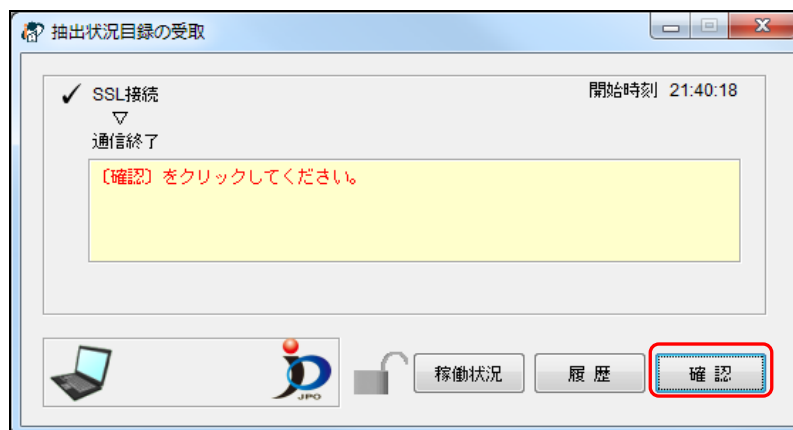 抽出状況目録の受取
SSL接続
開始時刻 21:40:18
▽
通信終了
〔確認〕をクリックしてください。
JPO
稼働状況
履 歴
確 認